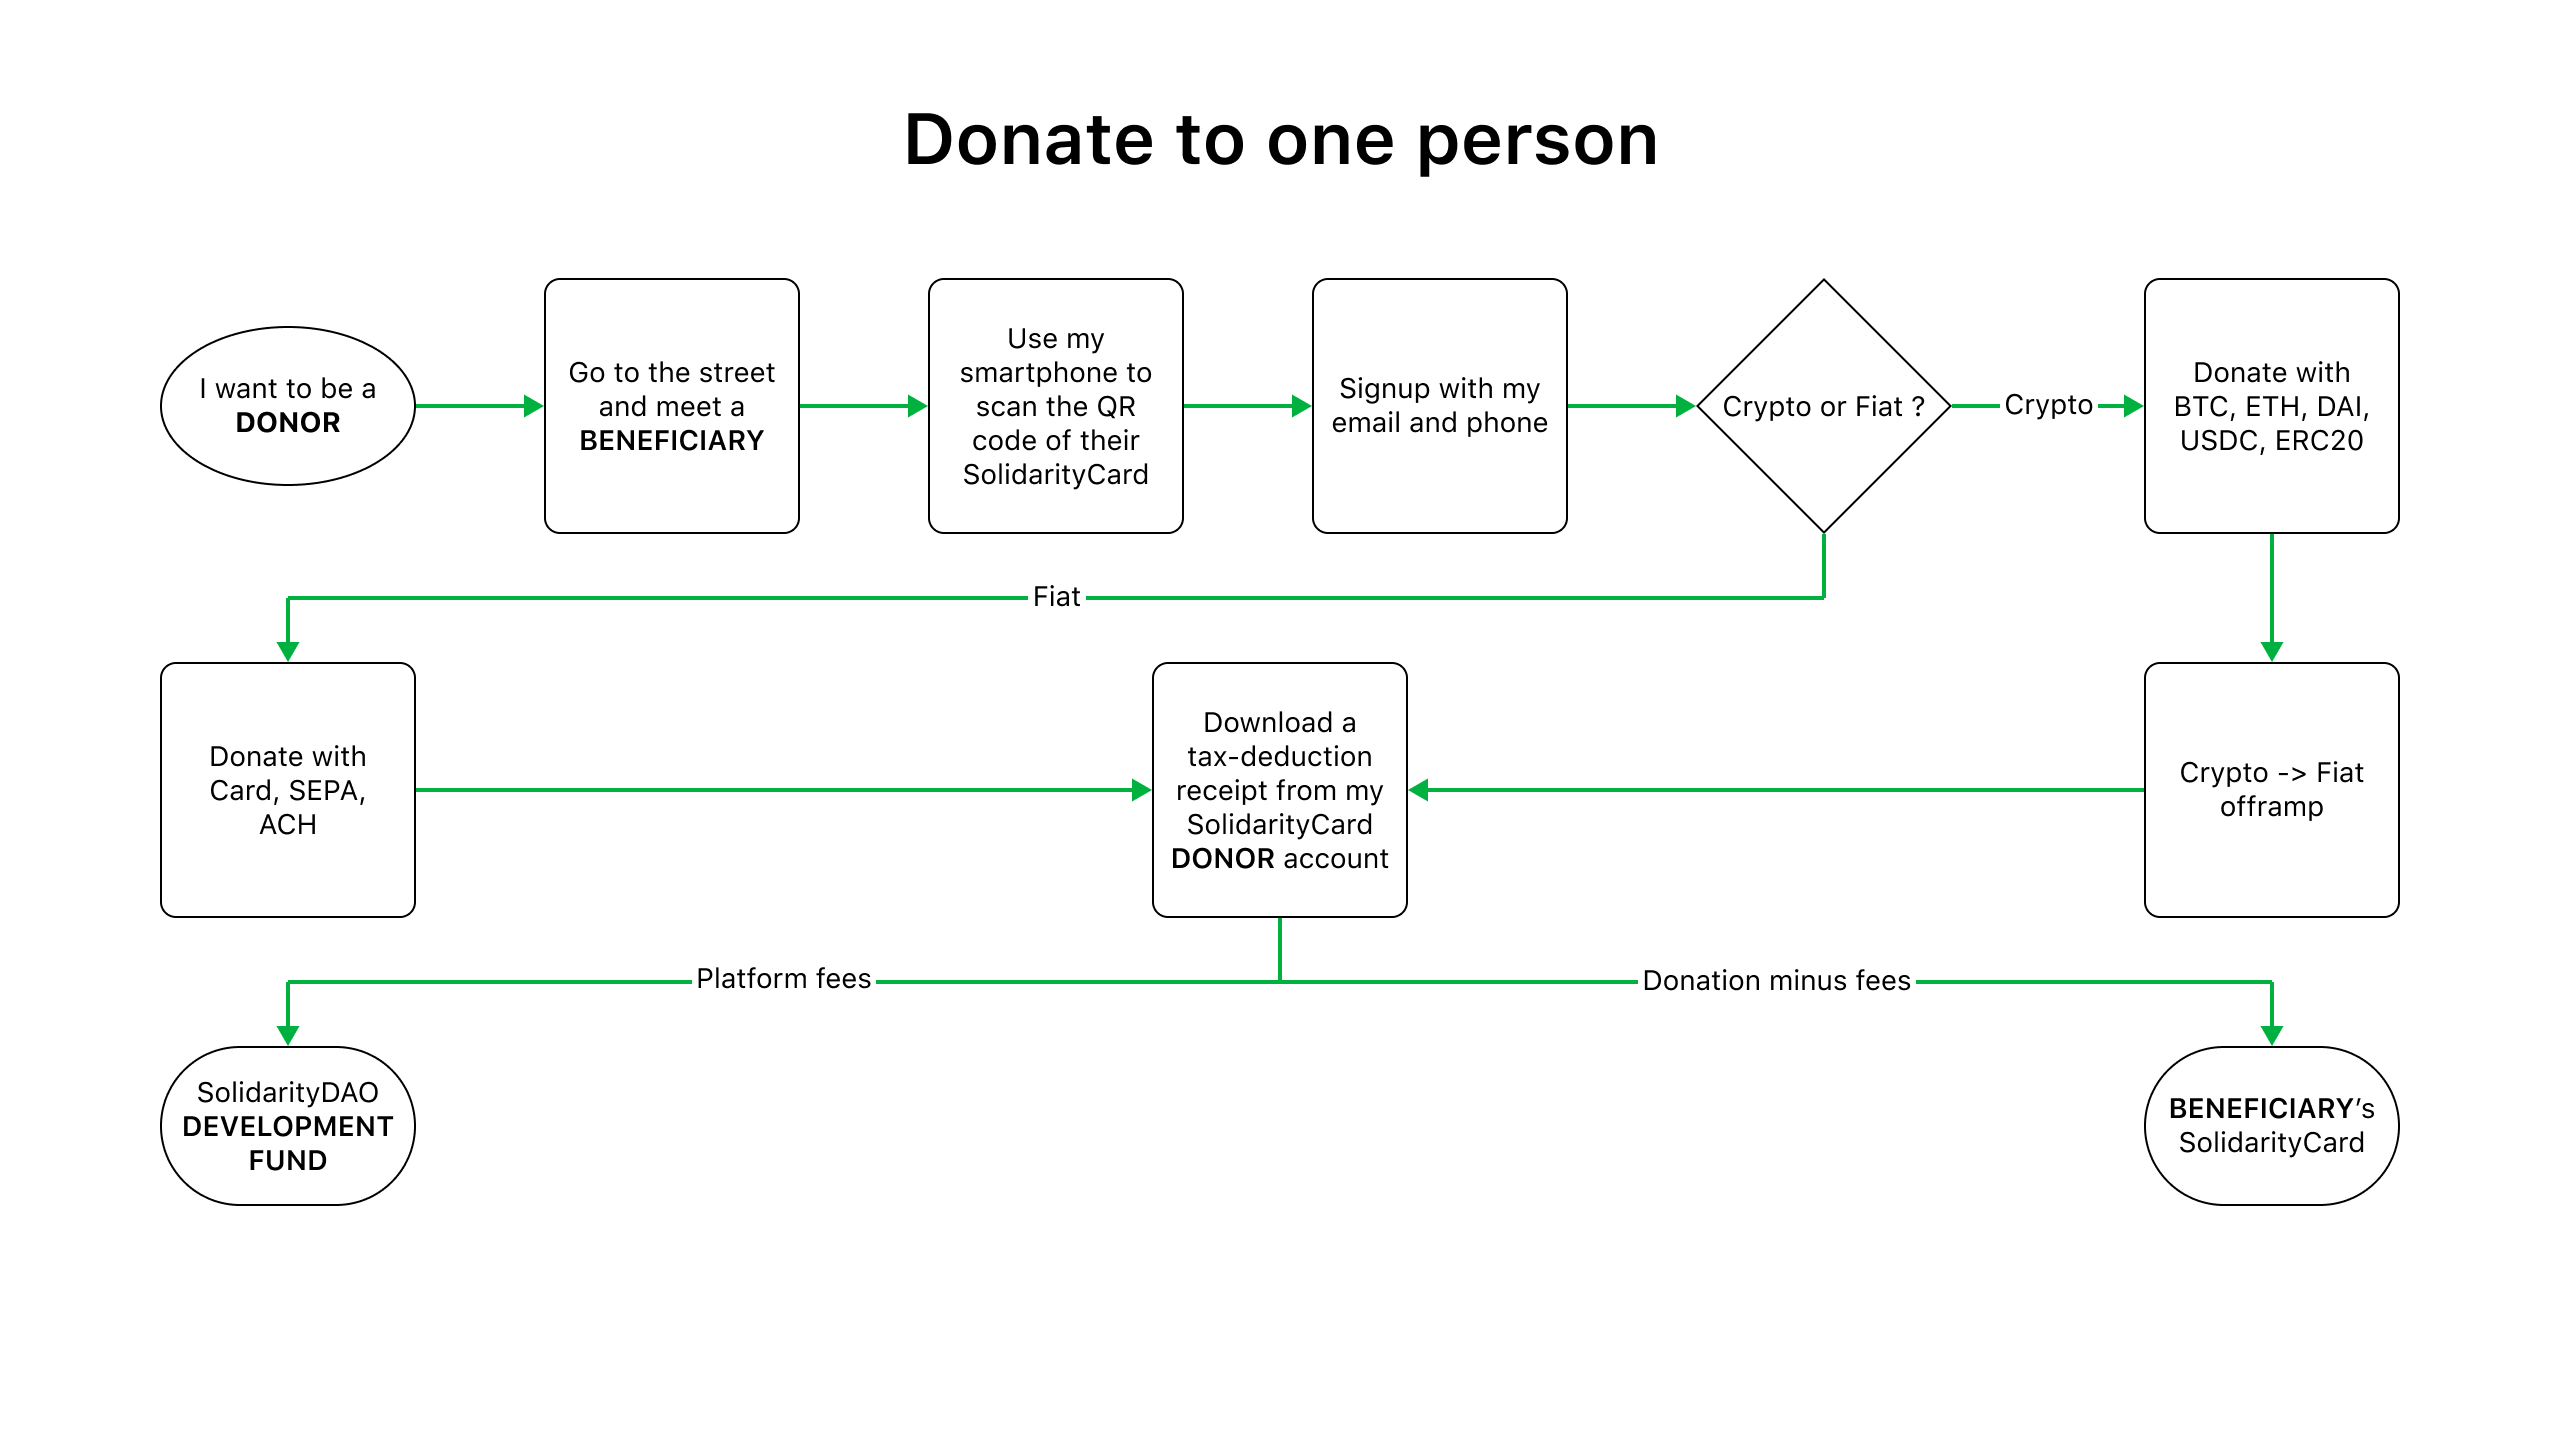 Donate to one person
I want to be a
DONOR
Go to the street
and meet a
BENEFICIARY
Use my
smartphone to
scan the QR
code of their
SolidarityCard
Signup with my
email and phone
Crypto or Fiat ?
Crypto
Donate with
BTC, ETH, DAI,
USDC, ERC20
Fiat
Donate with
Card, SEPA,
ACH
Download a
tax-deduction
receipt from my
SolidarityCard
DONOR account
Crypto -> Fiat
offramp
Platform fees
Donation minus fees
SolidarityDAO
DEVELOPMENT
FUND
BENEFICIARY’s
SolidarityCard